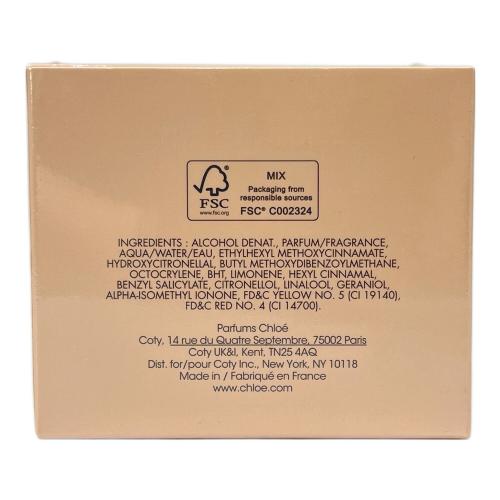 FSC
www.fsc.org
MIX
Packaging from
responsible sources
FSC® C002324
INGREDIENTS : ALCOHOL DENAT., PARFUM/FRAGRANCE,
AQUA/WATER/EAU, ETHYLHEXYL METHOXYCINNAMATE,
HYDROXYCITRONELLAL, BUTYL METHOXYDIBENZOYLMETHANE,
OCTOCRYLENE, BHT, LIMONENE, HEXYL CINNAMAL,
BENZYL SALICYLATE, CITRONELLOL, LINALOOL, GERANIOL,
ALPHA-ISOMETHYL IONONE, FD&C YELLOW NO. 5 (CI 19140),
FD&C RED NO. 4 (CI 14700).
Parfums Chloé
Coty, 14 rue du Quatre Septembre, 75002 Paris
Coty UK&I, Kent, TN25 4AQ
Dist. for/pour Coty Inc., New York, NY 10118
Made in / Fabriqué en France
www.chloe.com